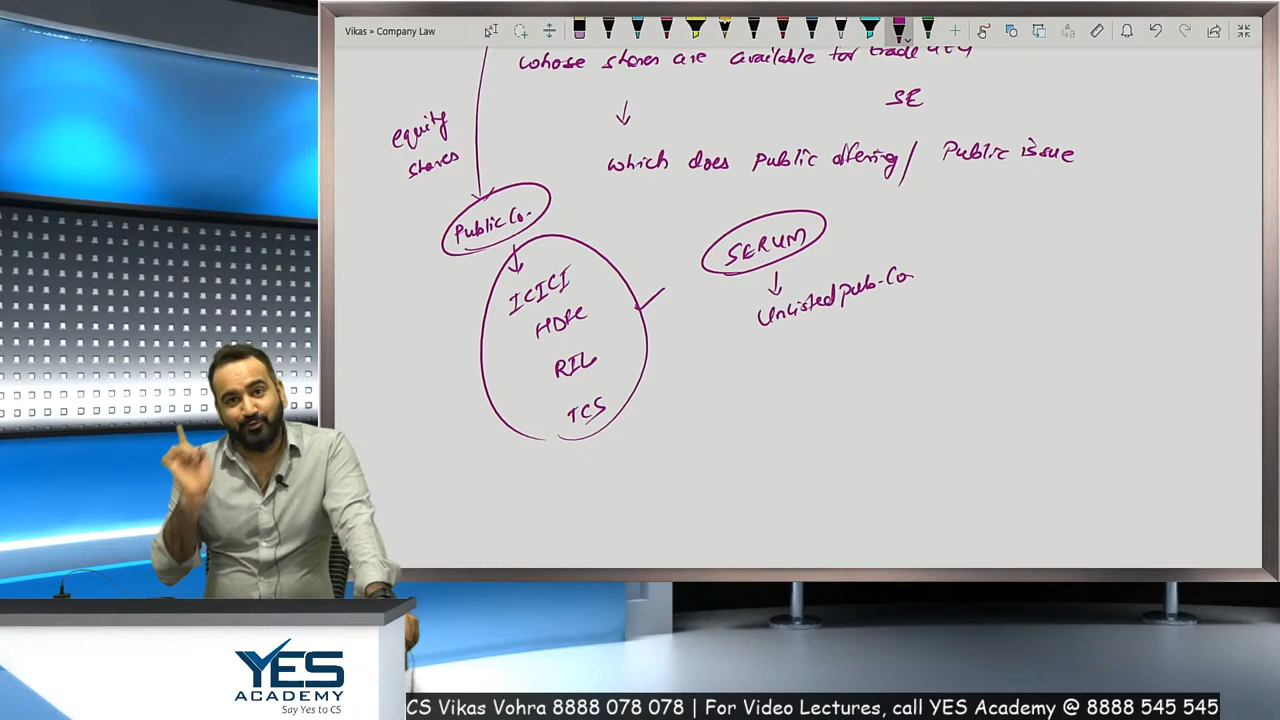 Vikas » Company Law
whose shares are available for trade
SE
equity
shares
which does public offering / Public issue
Public Co.
SERUM
ICICI
HDFC
RIL
TCS
Unlisted pub-Co
YES
ACADEMY
Say Yes to CS
CS Vikas Vohra 8888 078 078 | For Video Lectures, call YES Academy @ 8888 545 545